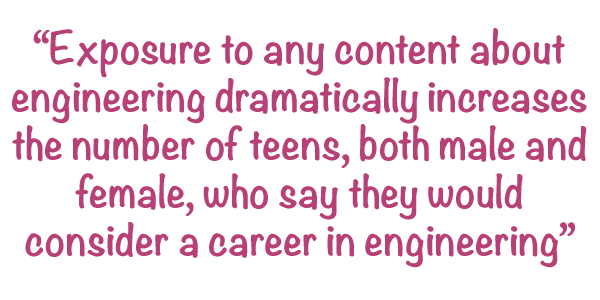 “Exposure to any content about
engineering dramatically increases
the number of teens, both male and
female, who say they would
consider a career in engineering”